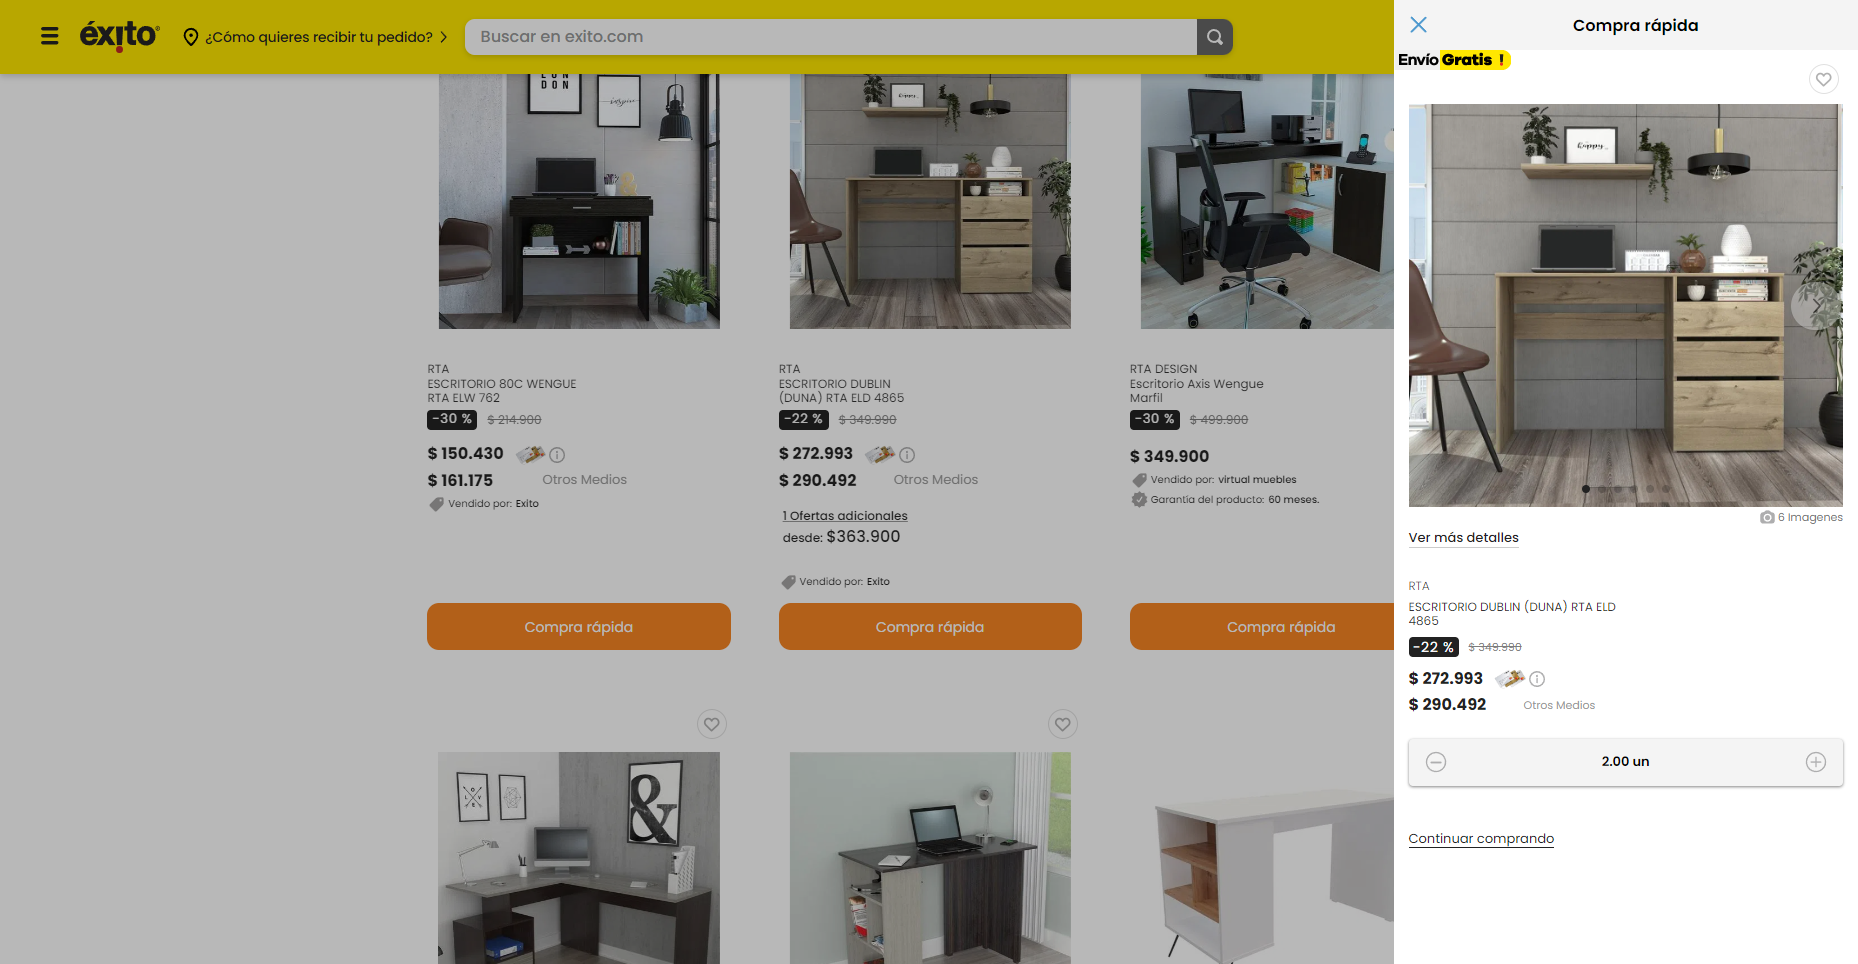 éxito
¿Cómo quieres recibir tu pedido?
Buscar en exito.com
Compra rápida
Envío Gratis !
DON
inspire
happy
happy
RTA
ESCRITORIO 80C WENGUE
RTA ELW 762
-30 %
$ 214.900
$ 150.430
$ 161.175
Otros Medios
Vendido por: Exito
Compra rápida
RTA
ESCRITORIO DUBLIN
(DUNA) RTA ELD 4865
-22 %
$ 349.990
$ 272.993
$ 290.492
Otros Medios
1 Ofertas adicionales
desde: $363.900
Vendido por: Exito
Compra rápida
RTA DESIGN
Escritorio Axis Wengue
Marfil
-30 %
$ 499.900
$ 349.900
Vendido por: virtual muebles
Garantía del producto: 60 meses.
Compra rápida
LOVE
&
6 Imagenes
Ver más detalles
RTA
ESCRITORIO DUBLIN (DUNA) RTA ELD
4865
-22 %
$ 349.990
$ 272.993
$ 290.492
Otros Medios
2.00 un
Continuar comprando